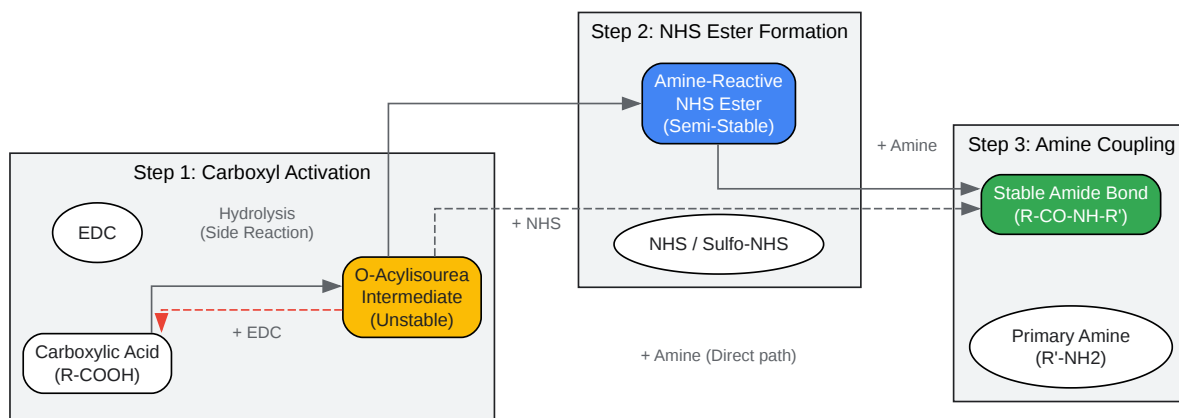 Step 1: Carboxyl Activation
EDC
Hydrolysis
(Side Reaction)
O-Acylisourea
Intermediate
(Unstable)
+ EDC
Carboxylic Acid
(R-COOH)
Step 2: NHS Ester Formation
Amine-Reactive
NHS Ester
(Semi-Stable)
+ NHS
NHS / Sulfo-NHS
+ Amine
+ Amine (Direct path)
Step 3: Amine Coupling
Stable Amide Bond
(R-CO-NH-R')
Primary Amine
(R'-NH2)